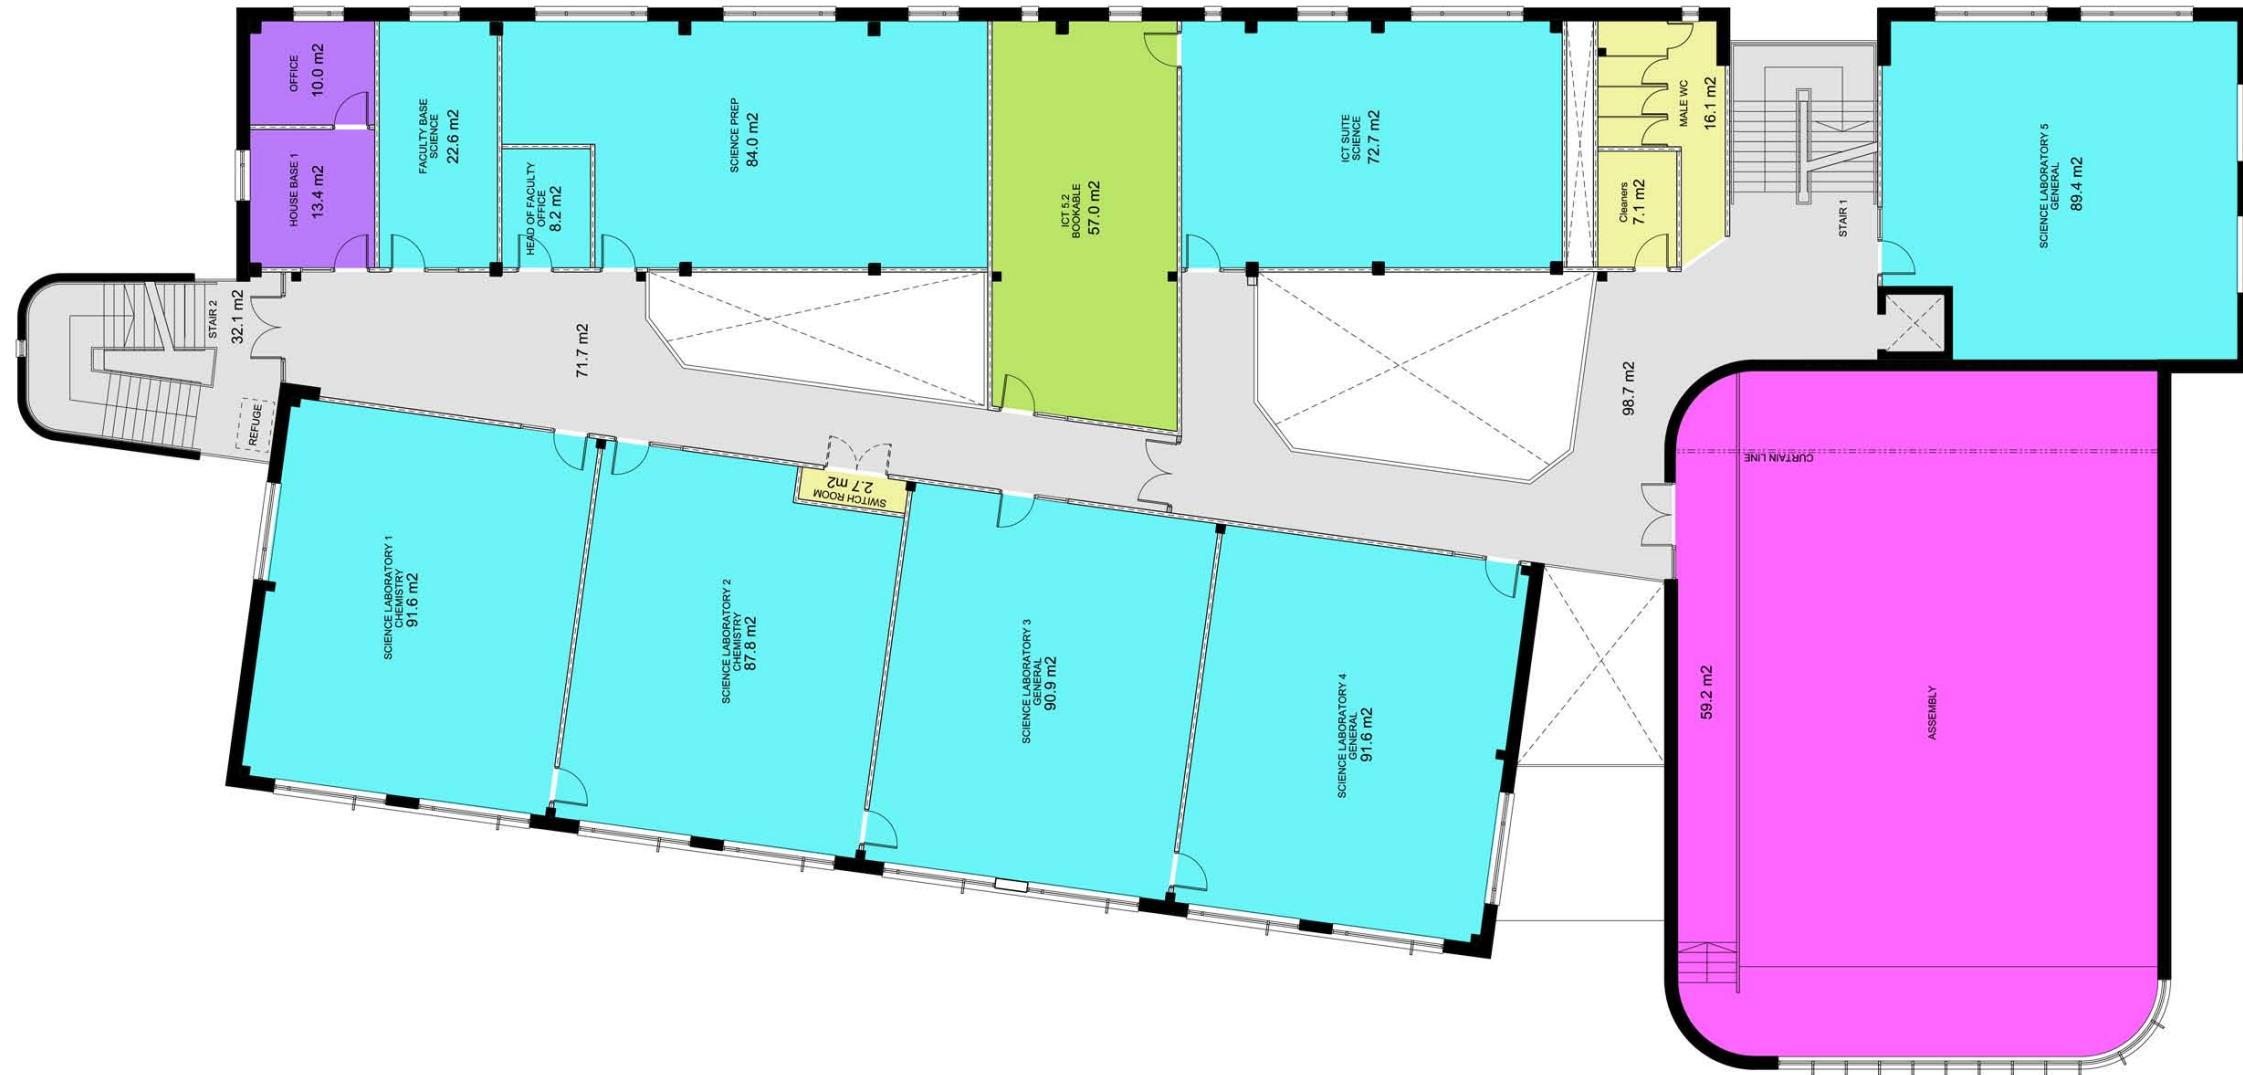 OFFICE
10.0 m2
HOUSE BASE 1
13.4 m2
FACULTY BASE
SCIENCE
22.6 m2
HEAD OF FACULTY
OFFICE
8.2 m2
SCIENCE PREP
84.0 m2
ICT 5.2
BOOKABLE
57.0 m2
ICT SUITE
SCIENCE
72.7 m2
MALE WC
16.1 m2
Cleaners
7.1 m2
STAIR 1
SCIENCE LABORATORY 5
GENERAL
89.4 m2
STAIR 2
32.1 m2
REFUGE
71.7 m2
98.7 m2
SWITCH ROOM
2.7 m2
CURTAIN LINE
SCIENCE LABORATORY 1
CHEMISTRY
91.6 m2
SCIENCE LABORATORY 2
CHEMISTRY
87.8 m2
SCIENCE LABORATORY 3
GENERAL
90.9 m2
SCIENCE LABORATORY 4
GENERAL
91.6 m2
59.2 m2
ASSEMBLY